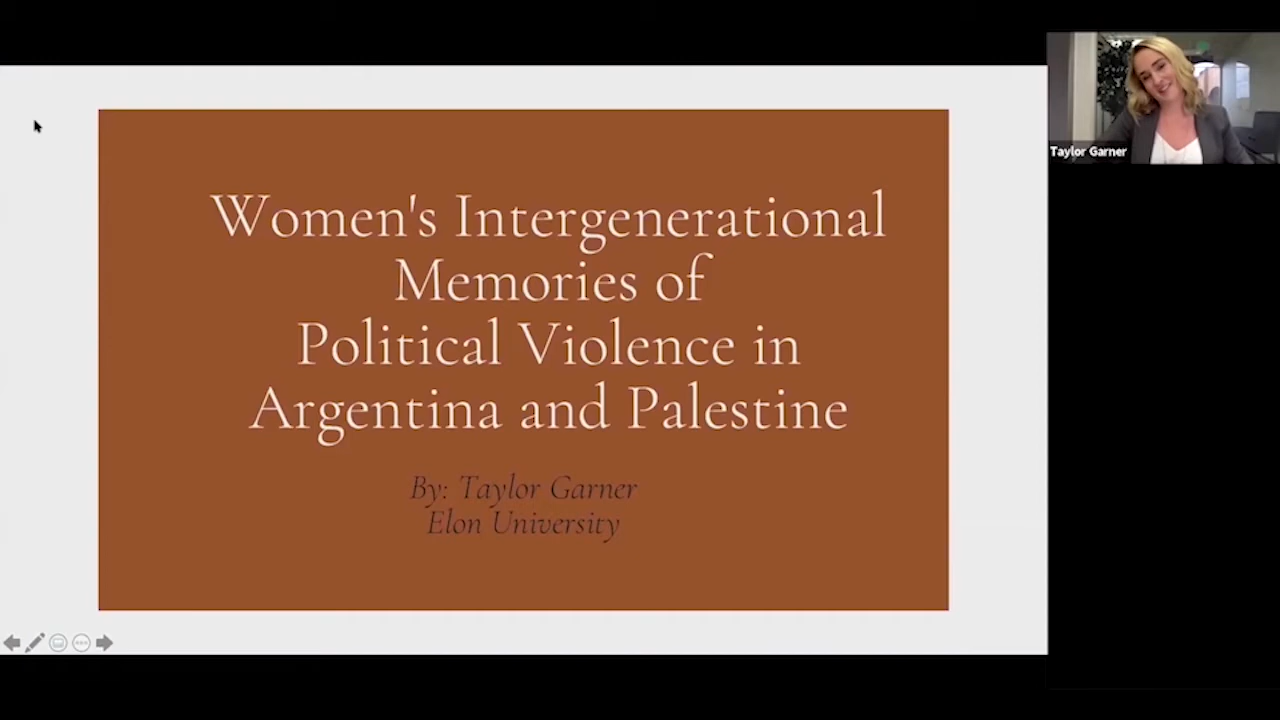 Women's Intergenerational
Memories of
Political Violence in
Argentina and Palestine
By: Taylor Garner
Elon University
Taylor Garner